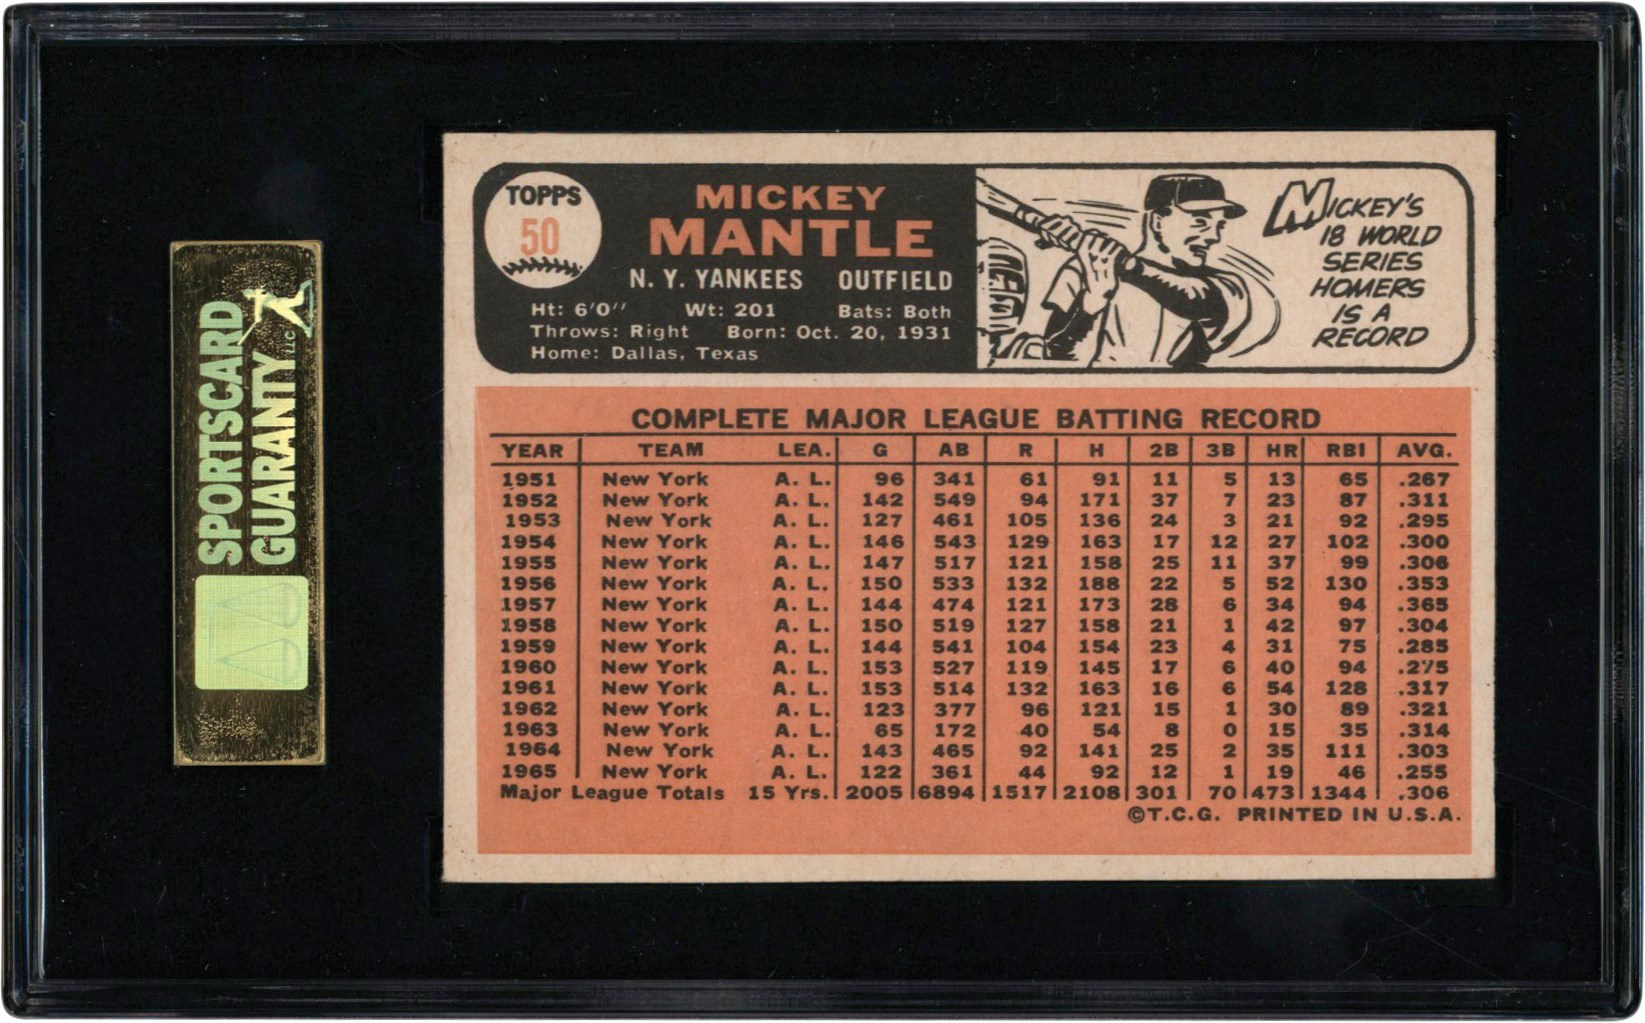 SPORTSCARD
GUARANTY LLC
TOPPS
50
MICKEY
MANTLE
N. Y. YANKEES OUTFIELD
Ht: 6'0" Wt: 201 Bats: Both
Throws: Right Born: Oct. 20, 1931
Home: Dallas, Texas
METRO
MICKEY'S
18 WORLD
SERIES
HOMERS
IS A
RECORD
COMPLETE MAJOR LEAGUE BATTING RECORD
YEAR TEAM LEA. G AB R H 2B 3B HR RBI AVG.
1951 New York A. L. 96 341 61 91 11 5 13 65 .267
1952 New York A. L. 142 549 94 171 37 7 23 87 .311
1953 New York A. L. 127 461 105 136 24 3 21 92 .295
1954 New York A. L. 146 543 129 163 17 12 27 102 .300
1955 New York A. L. 147 517 121 158 25 11 37 99 .306
1956 New York A. L. 150 533 132 188 22 5 52 130 .353
1957 New York A. L. 144 474 121 173 28 6 34 94 .365
1958 New York A. L. 150 519 127 158 21 1 42 97 .304
1959 New York A. L. 144 541 104 154 23 4 31 75 .285
1960 New York A. L. 153 527 119 145 17 6 40 94 .275
1961 New York A. L. 153 514 132 163 16 6 54 128 .317
1962 New York A. L. 123 377 96 121 15 1 30 89 .321
1963 New York A. L. 65 172 40 54 8 0 15 35 .314
1964 New York A. L. 143 465 92 141 25 2 35 111 .303
1965 New York A. L. 122 361 44 92 12 1 19 46 .255
Major League Totals 15 Yrs. 2005 6894 1517 2108 301 70 473 1344 .306
©T.C.G. PRINTED IN U.S.A.